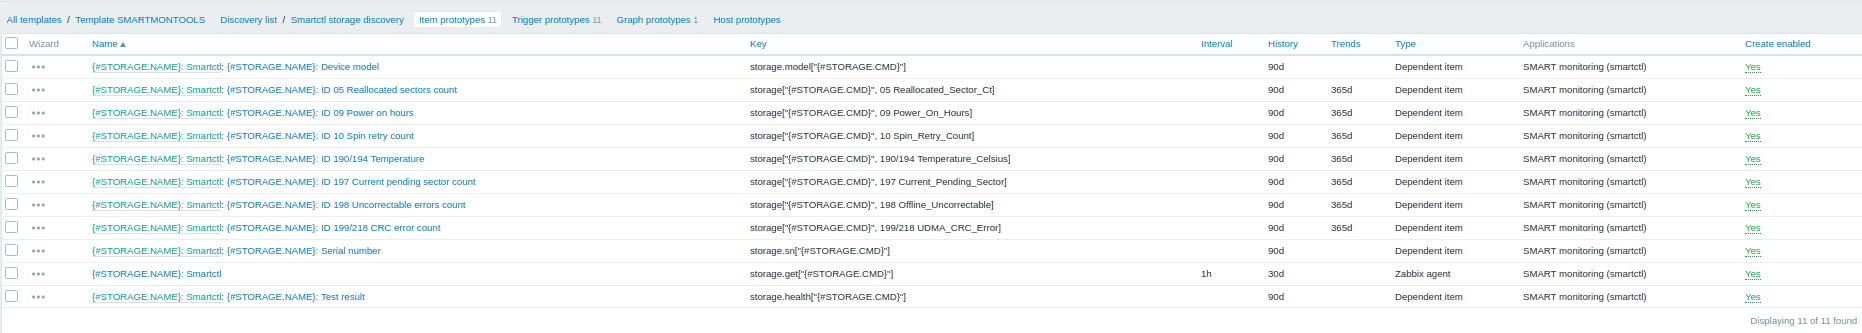 All templates / Template SMARTMONTOOLS Discovery list / Smartctl storage discovery Item prototypes 11 Trigger prototypes 11 Graph prototypes 1 Host prototypes
Wizard Name Key Interval History Trends Type Applications Create enabled
{#STORAGE.NAME}: Smartctl: {#STORAGE.NAME}: Device model storage.model["{#STORAGE.CMD}"] 90d Dependent item SMART monitoring (smartctl) Yes
{#STORAGE.NAME}: Smartctl: {#STORAGE.NAME}: ID 05 Reallocated sectors count storage["{#STORAGE.CMD}", 05 Reallocated_Sector_Ct] 90d 365d Dependent item SMART monitoring (smartctl) Yes
{#STORAGE.NAME}: Smartctl: {#STORAGE.NAME}: ID 09 Power on hours storage["{#STORAGE.CMD}", 09 Power_On_Hours] 90d 365d Dependent item SMART monitoring (smartctl) Yes
{#STORAGE.NAME}: Smartctl: {#STORAGE.NAME}: ID 10 Spin retry count storage["{#STORAGE.CMD}", 10 Spin_Retry_Count] 90d 365d Dependent item SMART monitoring (smartctl) Yes
{#STORAGE.NAME}: Smartctl: {#STORAGE.NAME}: ID 190/194 Temperature storage["{#STORAGE.CMD}", 190/194 Temperature_Celsius] 90d 365d Dependent item SMART monitoring (smartctl) Yes
{#STORAGE.NAME}: Smartctl: {#STORAGE.NAME}: ID 197 Current pending sector count storage["{#STORAGE.CMD}", 197 Current_Pending_Sector] 90d 365d Dependent item SMART monitoring (smartctl) Yes
{#STORAGE.NAME}: Smartctl: {#STORAGE.NAME}: ID 198 Uncorrectable errors count storage["{#STORAGE.CMD}", 198 Offline_Uncorrectable] 90d 365d Dependent item SMART monitoring (smartctl) Yes
{#STORAGE.NAME}: Smartctl: {#STORAGE.NAME}: ID 199/218 CRC error count storage["{#STORAGE.CMD}", 199/218 UDMA_CRC_Error] 90d 365d Dependent item SMART monitoring (smartctl) Yes
{#STORAGE.NAME}: Smartctl: {#STORAGE.NAME}: Serial number storage.sn["{#STORAGE.CMD}"] 90d Dependent item SMART monitoring (smartctl) Yes
{#STORAGE.NAME}: Smartctl storage.get["{#STORAGE.CMD}"] 1h 30d Zabbix agent SMART monitoring (smartctl) Yes
{#STORAGE.NAME}: Smartctl: {#STORAGE.NAME}: Test result storage.health["{#STORAGE.CMD}"] 90d Dependent item SMART monitoring (smartctl) Yes
Displaying 11 of 11 found